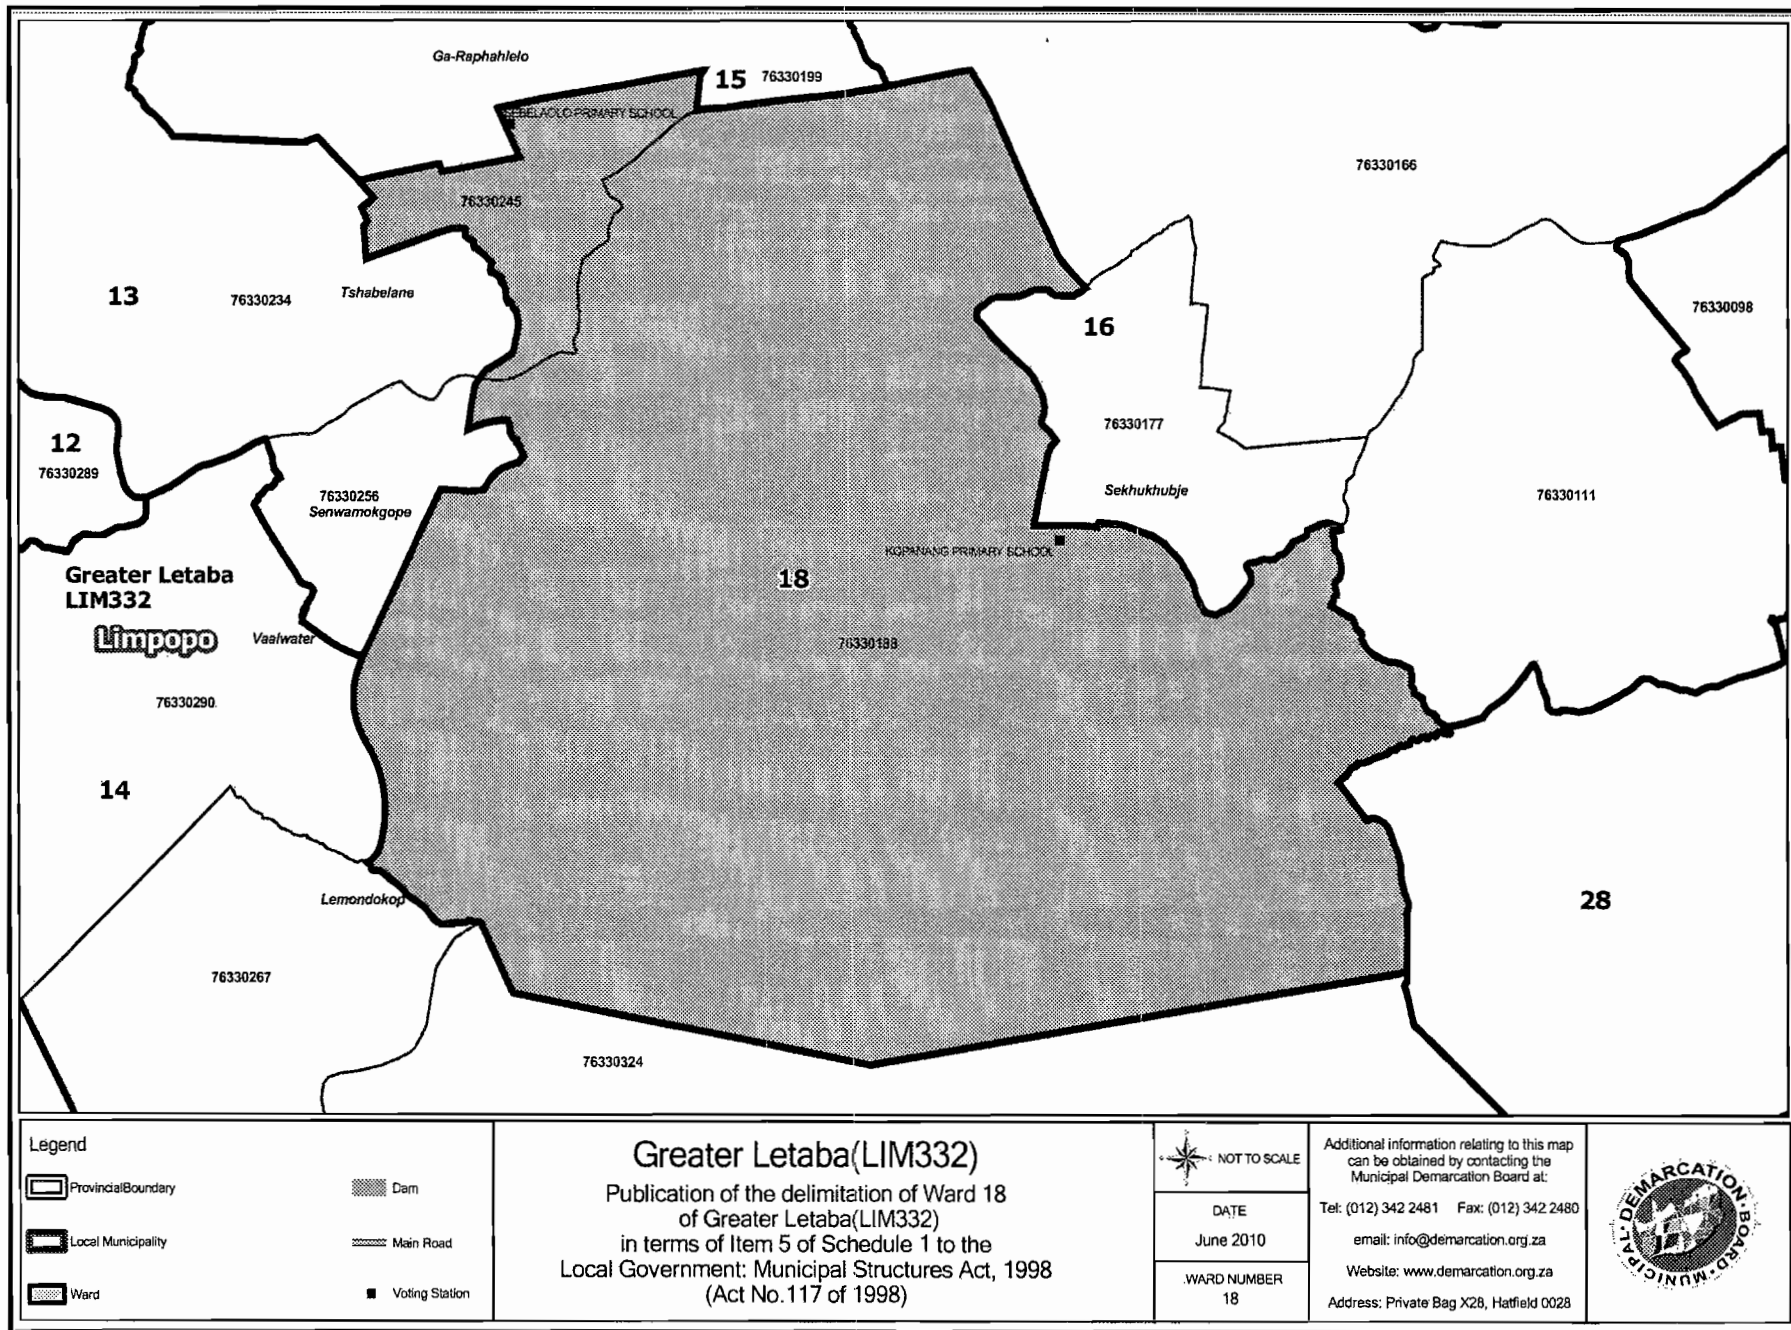 Ga-Raphahlelo
15 76330199
SEBELAOLO PRIMARY SCHOOL
76330166
76330245
13
76330234
Tshabelane
16
76330098
76330177
12
76330289
76330256
Senwamokgope
Sekhukhubje
76330111
KOPANANG PRIMARY SCHOOL
Greater Letaba
LIM332
18
Limpopo
Vaalwater
76330188
76330290
14
Lemondokop
28
76330267
76330324
Legend
ProvincialBoundary
Dam
Local Municipality
Main Road
Ward
Voting Station
Greater Letaba(LIM332)
Publication of the delimitation of Ward 18
of Greater Letaba(LIM332)
in terms of Item 5 of Schedule 1 to the
Local Government: Municipal Structures Act, 1998
(Act No.117 of 1998)
NOT TO SCALE
DATE
June 2010
WARD NUMBER
18
Additional information relating to this map
can be obtained by contacting the
Municipal Demarcation Board at:
Tel: (012) 342 2481 Fax: (012) 342 2480
email: info@demarcation.org.za
Website: www.demarcation.org.za
Address: Private Bag X28, Hatfield 0028
MUNICIPAL DEMARCATION BOARD